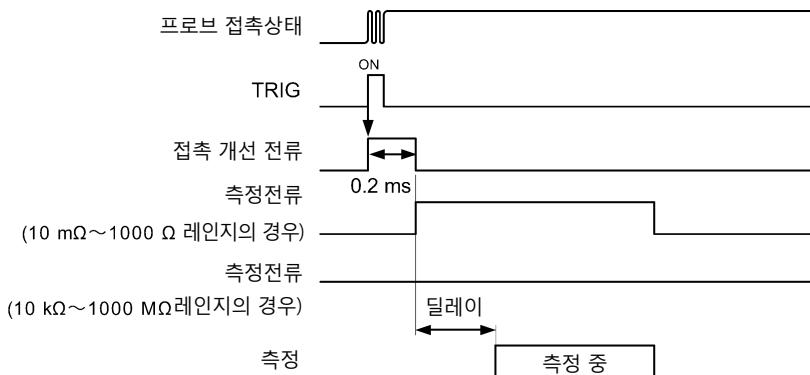 프로브 접촉상태
ON
TRIG
접촉 개선 전류
0.2 ms
측정전류
(10 mΩ～1000 Ω 레인지의 경우)
측정전류
(10 kΩ～1000 MΩ레인지의 경우)
딜레이
측정
측정 중